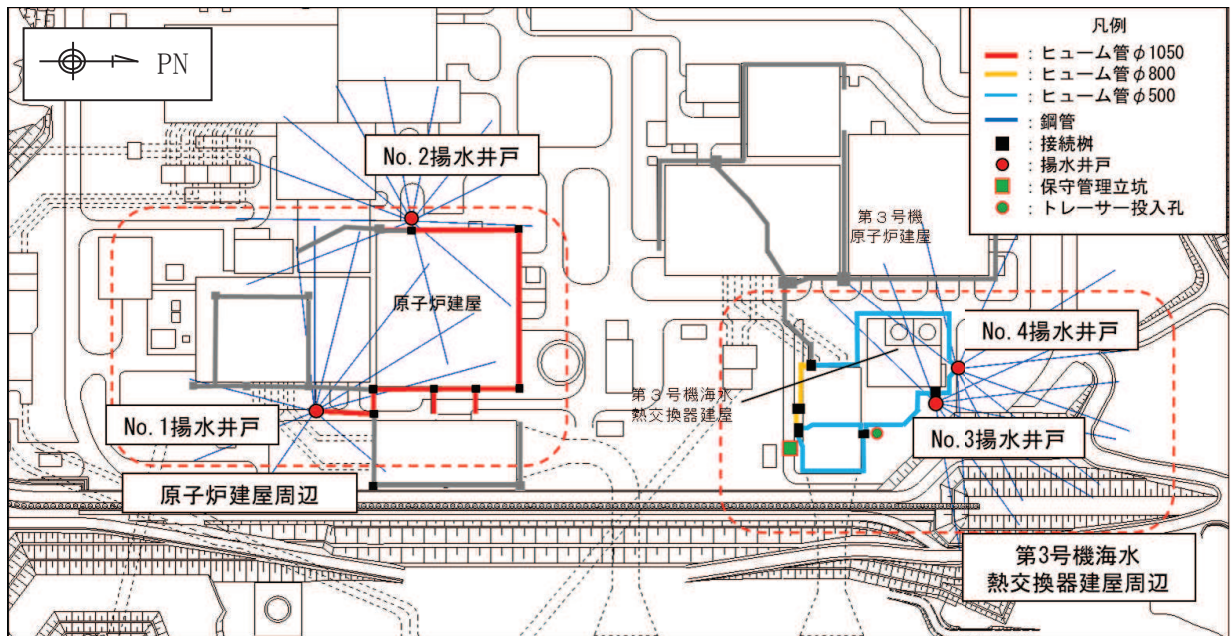 PN
凡例
：ヒューム管φ1050
：ヒューム管φ800
：ヒューム管φ500
：鋼管
：接続桝
：揚水井戸
：保守管理立坑
：トレーサー投入孔
No.2揚水井戸
第３号機
原子炉建屋
原子炉建屋
No.4揚水井戸
第３号機海水
熱交換器建屋
No.1揚水井戸
No.3揚水井戸
原子炉建屋周辺
第3号機海水
熱交換器建屋周辺